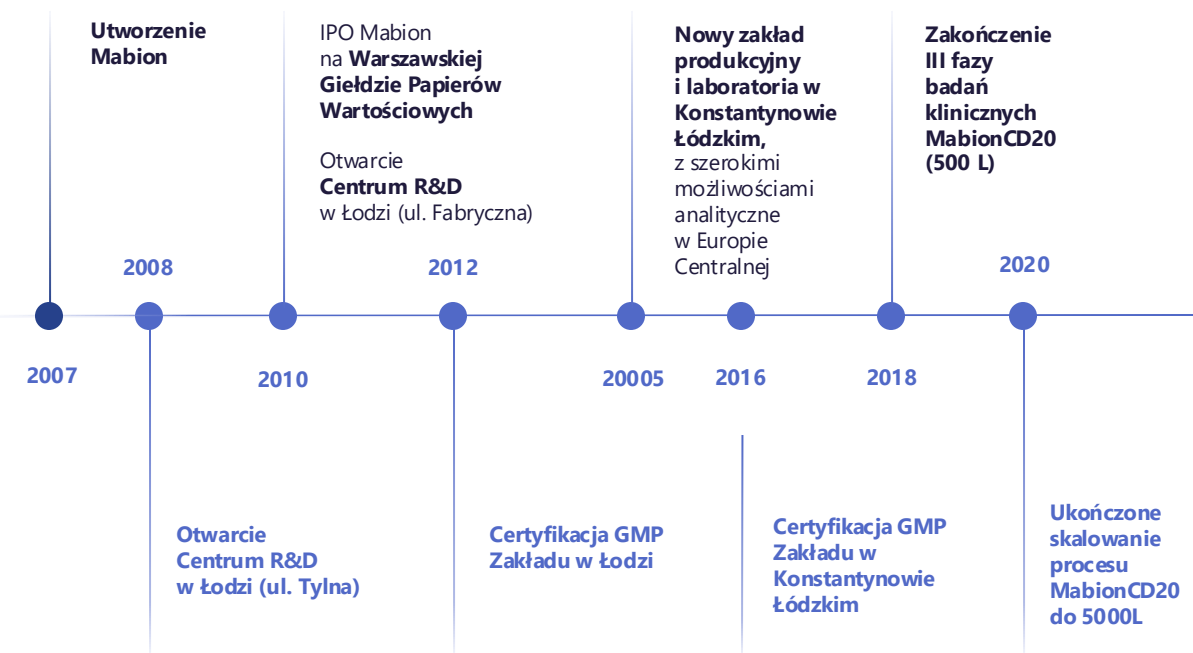 Utworzenie
Mabion
IPO Mabion
na Warszawskiej
Giełdzie Papierów
Wartościowych
Otwarcie
Centrum R&D
w Łodzi (ul. Fabryczna)
Nowy zakład
produkcyjny
i laboratoria w
Konstantynowie
Łódzkim,
z szerokimi
możliwościami
analityczne
w Europie
Centralnej
Zakończenie
III fazy
badań
klinicznych
MabionCD20
(500 L)
2008
2012
2020
2007
2010
20005
2016
2018
Otwarcie
Centrum R&D
w Łodzi (ul. Tylna)
Certyfikacja GMP
Zakładu w Łodzi
Certyfikacja GMP
Zakładu w
Konstantynowie
Łódzkim
Ukończone
skalowanie
procesu
MabionCD20
do 5000L